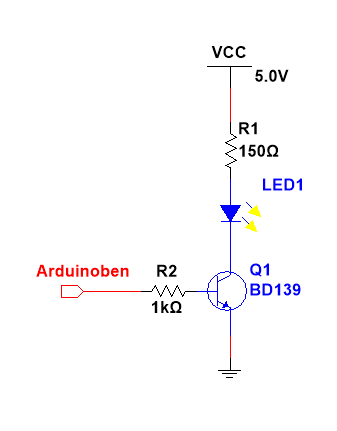 VCC
5.0V
R1
150Ω
LED1
Arduinoben
R2
1kΩ
Q1
BD139